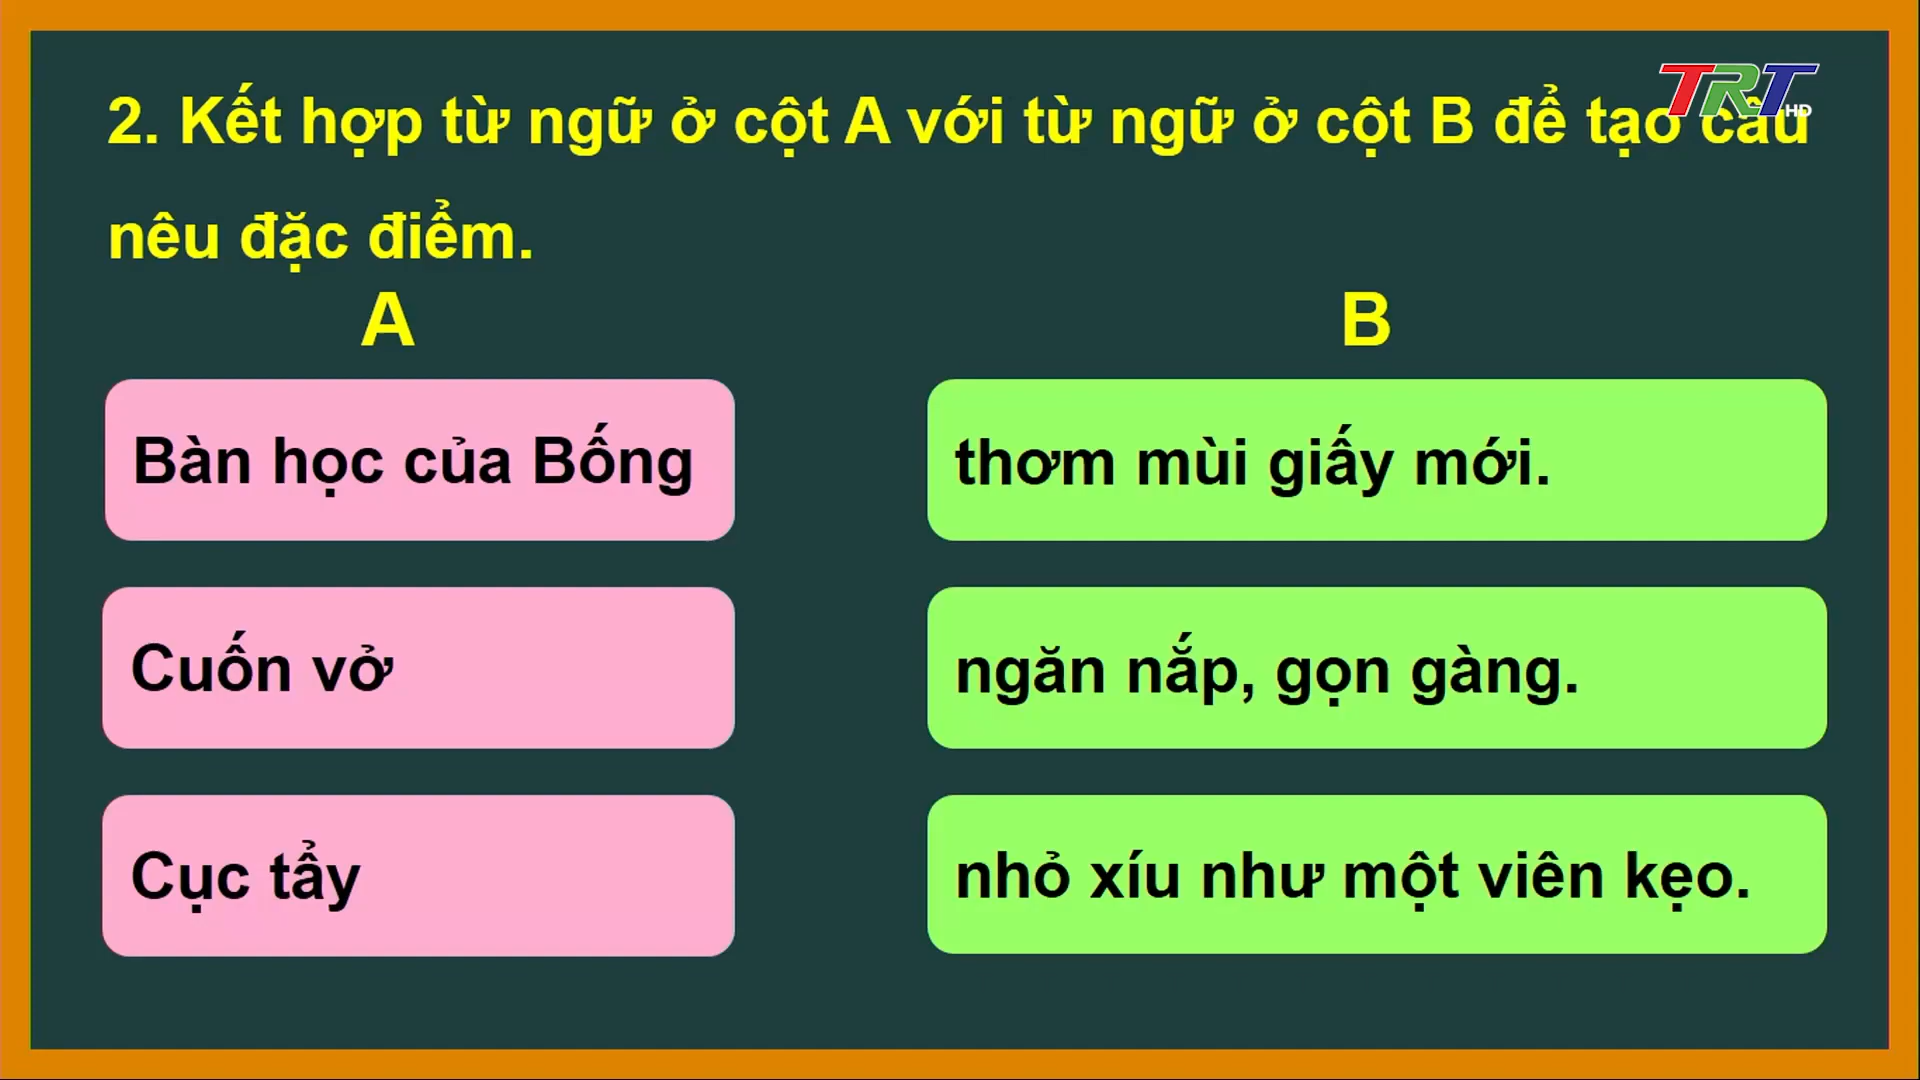 TRT HD
2. Kết hợp từ ngữ ở cột A với từ ngữ ở cột B để tạo câu
nêu đặc điểm.
A
B
Bàn học của Bống
thơm mùi giấy mới.
Cuốn vở
ngăn nắp, gọn gàng.
Cục tẩy
nhỏ xíu như một viên kẹo.